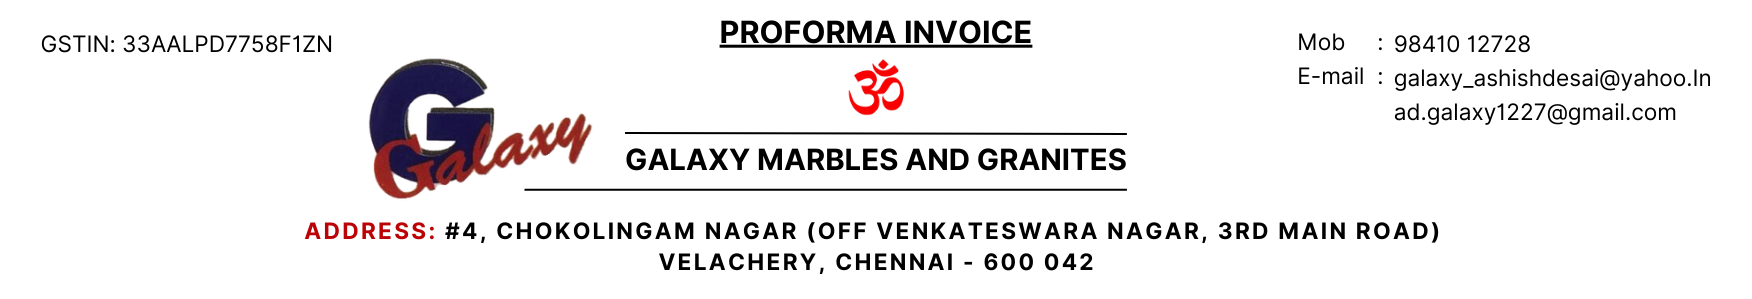 GSTIN: 33AALPD7758F1ZN
PROFORMA INVOICE
Mob : 98410 12728
E-mail : galaxy_ashishdesai@yahoo.In
ad.galaxy1227@gmail.com
ॐ
G
Galaxy
GALAXY MARBLES AND GRANITES
ADDRESS: #4, CHOKOLINGAM NAGAR (OFF VENKATESWARA NAGAR, 3RD MAIN ROAD)
VELACHERY, CHENNAI - 600 042